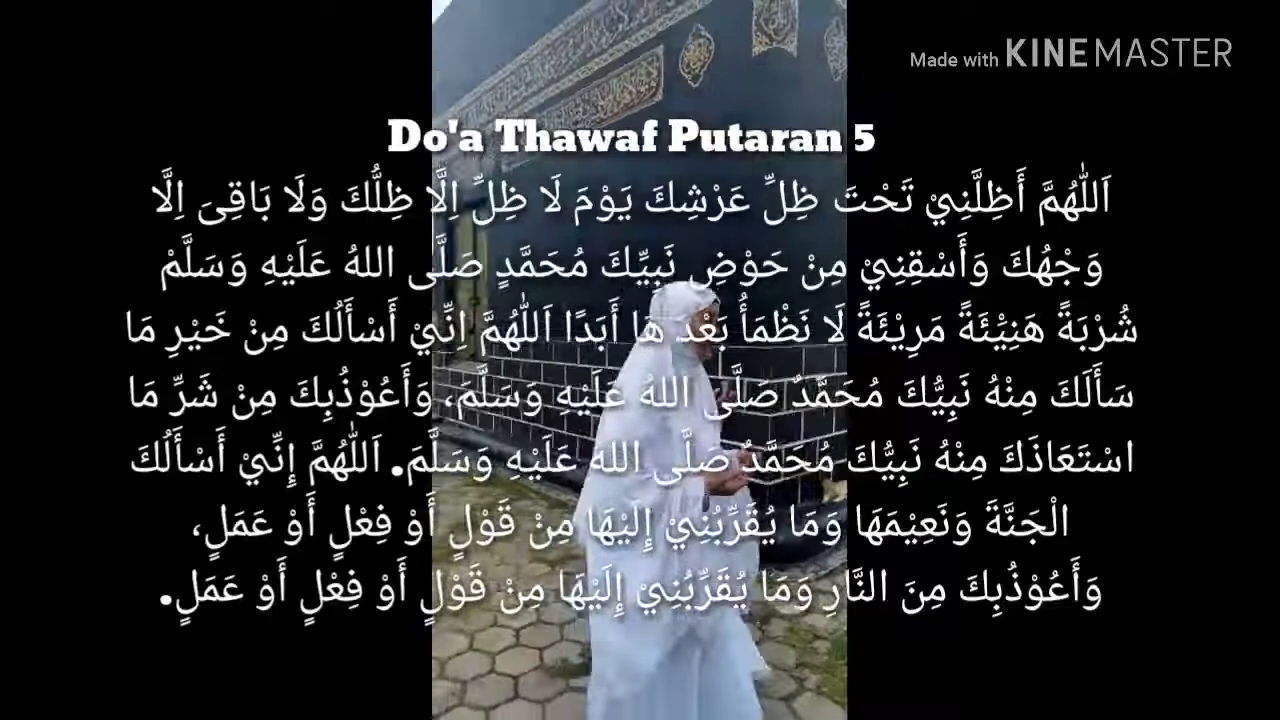 Made with KINEMASTER
Do'a Thawaf Putaran 5
اَللّٰهُمَّ أَظِلَّنِيْ تَحْتَ ظِلِّ عَرْشِكَ يَوْمَ لَا ظِلِّ اِلَّا ظِلُّكَ وَلَا بَاقِىَ اِلَّا
وَجْهُكَ وَأَسْقِنِيْ مِنْ حَوْضِ نَبِيِّكَ مُحَمَّدٍ صَلَّى اللهُ عَلَيْهِ وَسَلَّمْ
شُرْبَةً هَنِيْئَةً مَرِيْئَةً لَا نَظْمَأُ بَعْدَ هَا أَبَدًا اَللّٰهُمَّ اِنِّيْ أَسْأَلُكَ مِنْ خَيْرِ مَا
سَأَلَكَ مِنْهُ نَبِيُّكَ مُحَمَّدٌ صَلَّى اللهُ عَلَيْهِ وَسَلَّمَ، وَأَعُوْذُبِكَ مِنْ شَرِّ مَا
اسْتَعَاذَكَ مِنْهُ نَبِيُّكَ مُحَمَّدٌ صَلَّى اللهُ عَلَيْهِ وَسَلَّمَ. اَللّٰهُمَّ إِنِّيْ أَسْأَلُكَ
الْجَنَّةَ وَنَعِيْمَهَا وَمَا يُقَرِّبُنِيْ إِلَيْهَا مِنْ قَوْلٍ أَوْ فِعْلٍ أَوْ عَمَلٍ،
وَأَعُوْذُبِكَ مِنَ النَّارِ وَمَا يُقَرِّبُنِيْ إِلَيْهَا مِنْ قَوْلٍ أَوْ فِعْلٍ أَوْ عَمَلٍ.